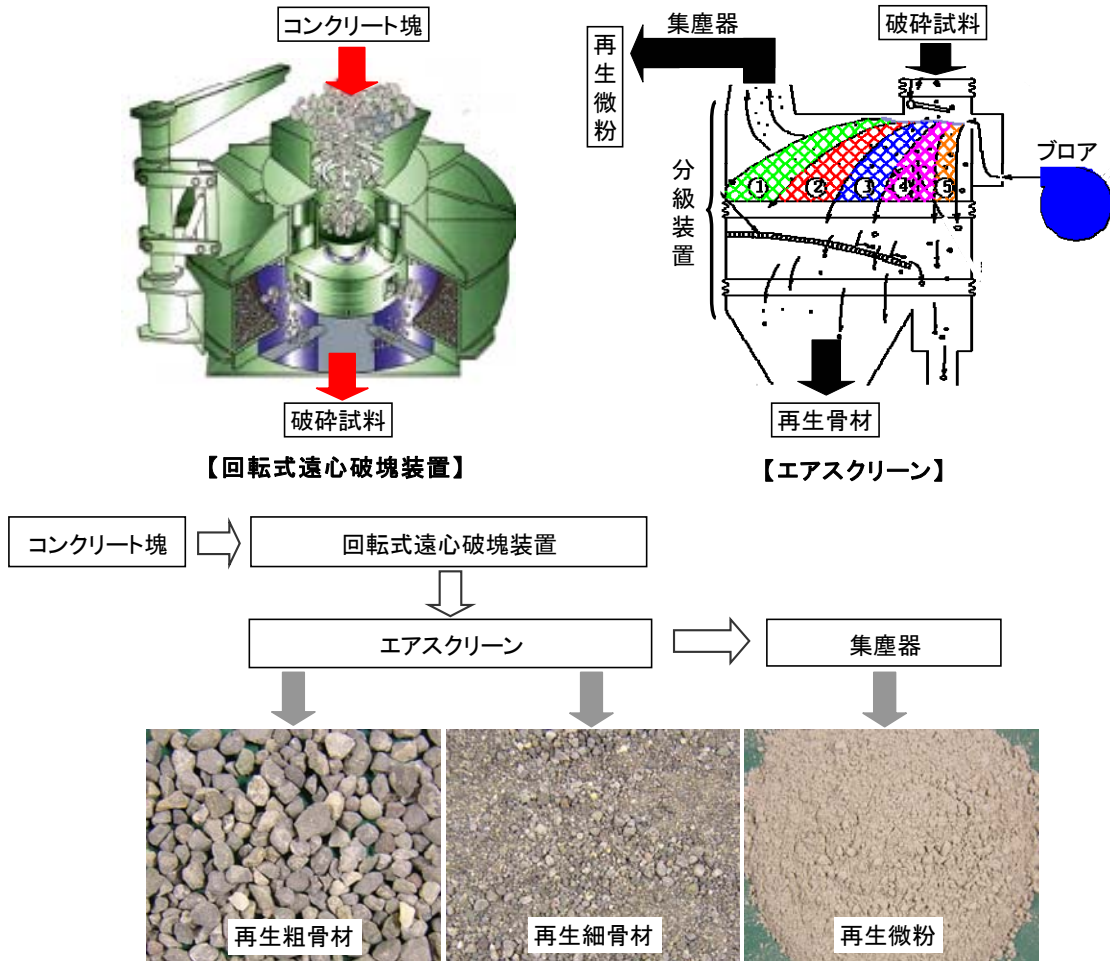 コンクリート塊
破砕試料
【回転式遠心破塊装置】
集塵器
再生微粉
破砕試料
分級装置
① ② ③ ④ ⑤
ブロア
再生骨材
【エアスクリーン】
コンクリート塊
回転式遠心破塊装置
エアスクリーン
集塵器
再生粗骨材
再生細骨材
再生微粉